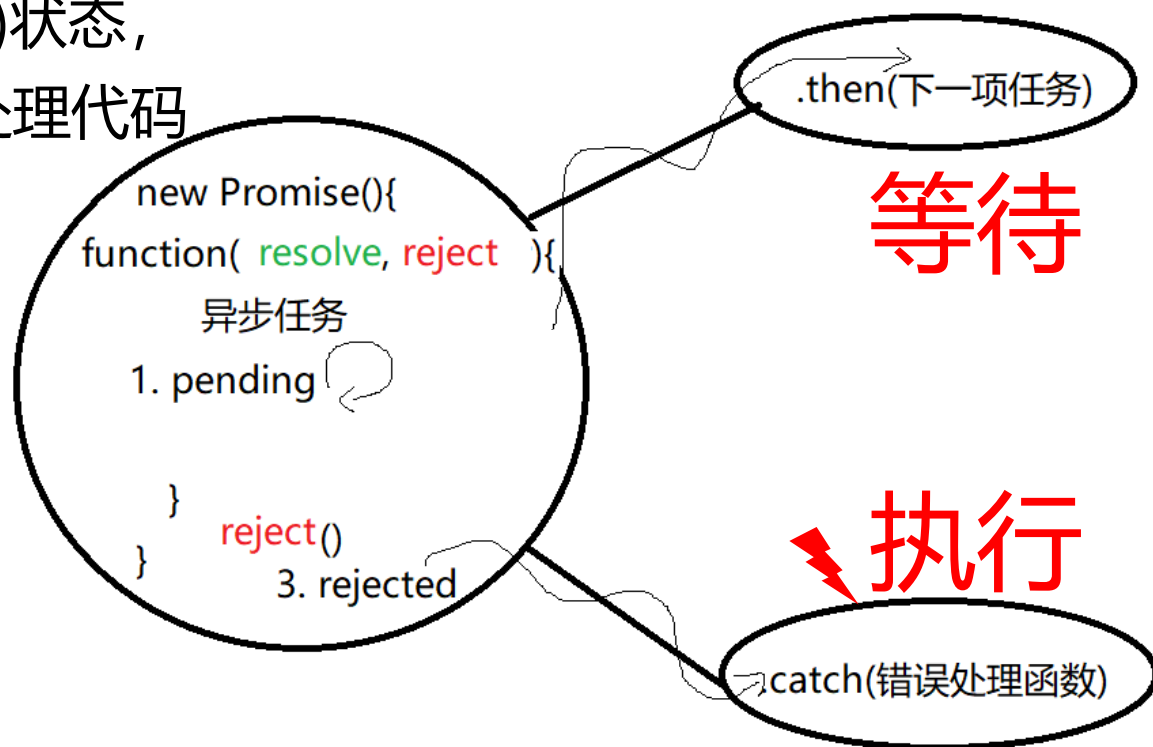 )状态，
处理代码
new Promise(){
function( resolve, reject ){
异步任务
1. pending
}
reject()
}
3. rejected
.then(下一项任务)
等待
执行
.catch(错误处理函数)